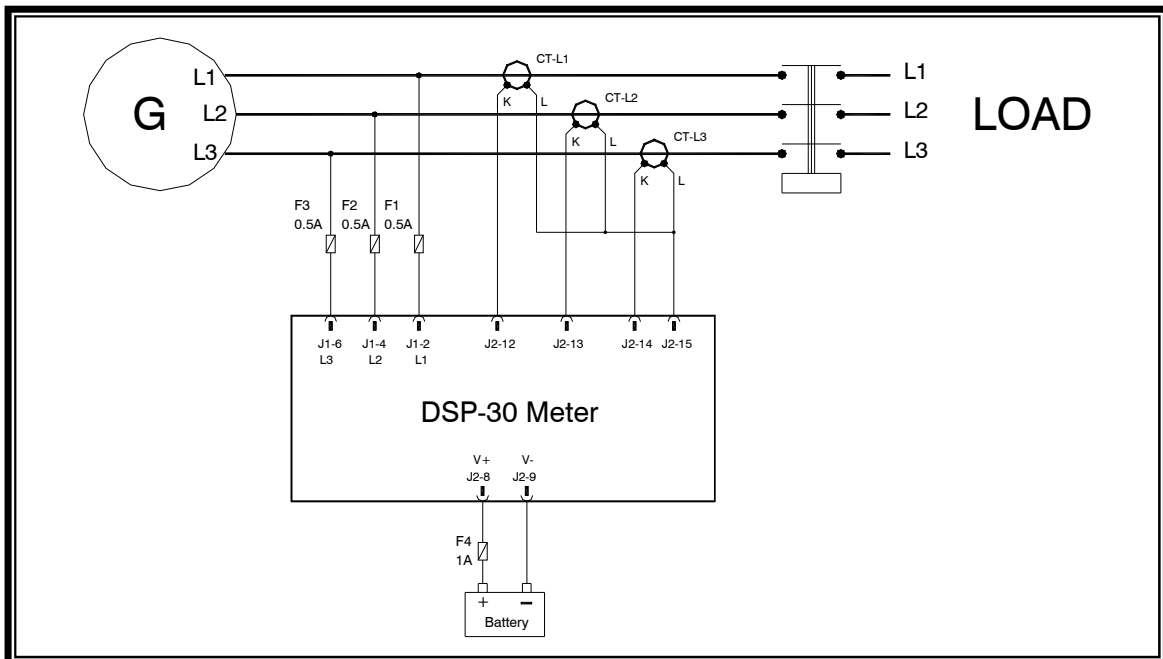 CT-L1
L1
L1
K
L
CT-L2
G
L2
L2
LOAD
K
L
CT-L3
L3
L3
K
L
F3
0.5A
F2
0.5A
F1
0.5A
J1-6
L3
J1-4
L2
J1-2
L1
J2-12
J2-13
J2-14
J2-15
DSP-30 Meter
V+
J2-8
V-
J2-9
F4
1A
+
−
Battery